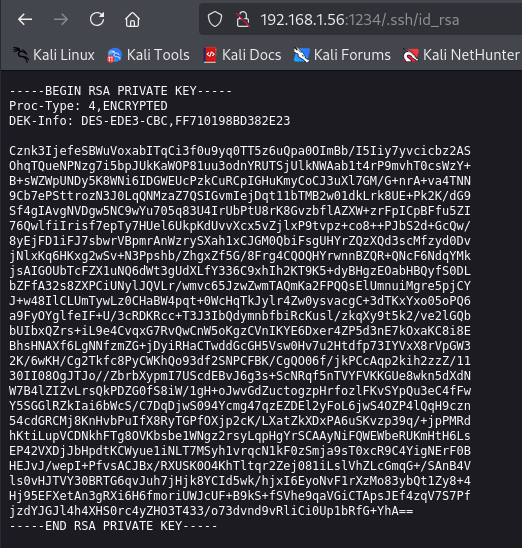 192.168.1.56:1234/.ssh/id_rsa
Kali Linux Kali Tools Kali Docs Kali Forums Kali NetHunter
-----BEGIN RSA PRIVATE KEY-----
Proc-Type: 4,ENCRYPTED
DEK-Info: DES-EDE3-CBC,FF710198BD382E23
Cznk3IjefeSBWuVoxabITqCi3f0u9yq0TT5z6uQpa0OImBb/I5Iiy7yvcicbz2AS
OhqTQueNPNzg7i5bpJUkKaWOP81uu3odnYRUTSjUlkNWAab1t4rP9mvhT0csWzY+
B+sWZWpUNDy5K8WNi6IDGWEUcPzkCuRCpIGHuKmyCoCJ3uXl7GM/G+nrA+va4TNN
9Cb7ePSttrozN3J0LqQNMzaZ7QSIGvmIejDqt11bTMB2w01dkLrk8UE+Pk2K/dG9
Sf4gIAvgNVDgw5NC9wYu705q83U4IrUbPtU8rK8GvzbflAZXW+zrFpICpBFfu5ZI
76QwlfiIrisf7epTy7HUel6UkpKdUvvXcx5vZjlxP9tvpz+co8++PJbS2d+GcQw/
8yEjFD1iFJ7sbwrVBpmrAnWzrySXah1xCJGM0QbiFsgUHYrZQzXQd3scMfzyd0Dv
jNlxKq6HKxg2wSv+N3Ppshb/ZhgxZf5G/8Frg4CQOQHYrwnnBZQR+QNcF6NdqYMk
jsAIGOUbTcFZX1uNQ6dWt3gUdXLfY336C9xhIh2KT9K5+dyBHgzEOabHBQyfS0DL
bZFfA32s8ZXPCiUNylJQVLr/wmvc65JzwZwmTAQmKa2FPQQsElUmnuiMgre5pjCY
J+w48IlCLUmTywLz0CHaBW4pqt+0WcHqTkJylr4Zw0ysvacgC+3dTKxYxo05oPQ6
a9FyOYglfeIF+U/3cRDKRcc+T3J3IbQdymnbfbiRcKusl/zkqXy9t5k2/ve2lGQb
bUIbxQZrs+iL9e4CvqxG7RvQwCnW5oKgzCVnIKYE6Dxer4ZP5d3nE7kOxaKC8i8E
BhsHNAXf6LgNNfzmZG+jDyiRHaCTwddGcGH5Vsw0Hv7u2Htdfp73IYVxX8rVpGW3
2K/6wKH/Cg2Tkfc8PyCWKhQo93df2SNPCFBK/CgQO06f/jkPCcAqp2kih2zzZ/11
30II08OgJTJo//ZbrbXypmI7UScdEBvJ6g3s+ScNRqf5nTVYFVKKGUe8wkn5dXdN
W7B4lZIZvLrsQkPDZG0fS8iW/1gH+oJwvGdZuctogzpHrfozlFKvSYpQu3eC4fFw
Y5SGGlRZkIai6bWcS/C7DqDjwS094Ycmg47qzEZDEl2yFoL6jwS4OZP4lQqH9czn
54cdGRCMj8KnHvbPuIfX8RyTGPfOXjp2cK/LXatZkXDxPA6uSKvzp39q/+jpPMRd
hKtiLupVCDNkhFTg8OVKbsbe1WNgz2rsyLqpHgYrSCAAyNiFQWEWbeRUKmHtH6Ls
EP42VXDjJbHpdtKCWyue1iNLT7MSyh1vrqcN1kF0zSmja9sT0xcR9C4YigNErF0B
HEJvJ/wepI+PfvsACJBx/RXUSK0O4KhTltqr2Zej081iLslVhZLcGmqG+/SAnB4V
ls0vHJTVY30BRTG6qvJuh7jHjk8YCId5wk/hjxI6EyoNvF1rXzMo83ybQt1Zy8+4
Hj95EFXetAn3gRXi6H6fmoriUWJcUF+B9kS+fSVhe9qaVGiCTApsJEf4zqV7S7Pf
jzdYJGJl4h4XHS0rc4yZHO3T433/o73dvnd9vRliCi0Up1bRfG+YhA==
-----END RSA PRIVATE KEY-----